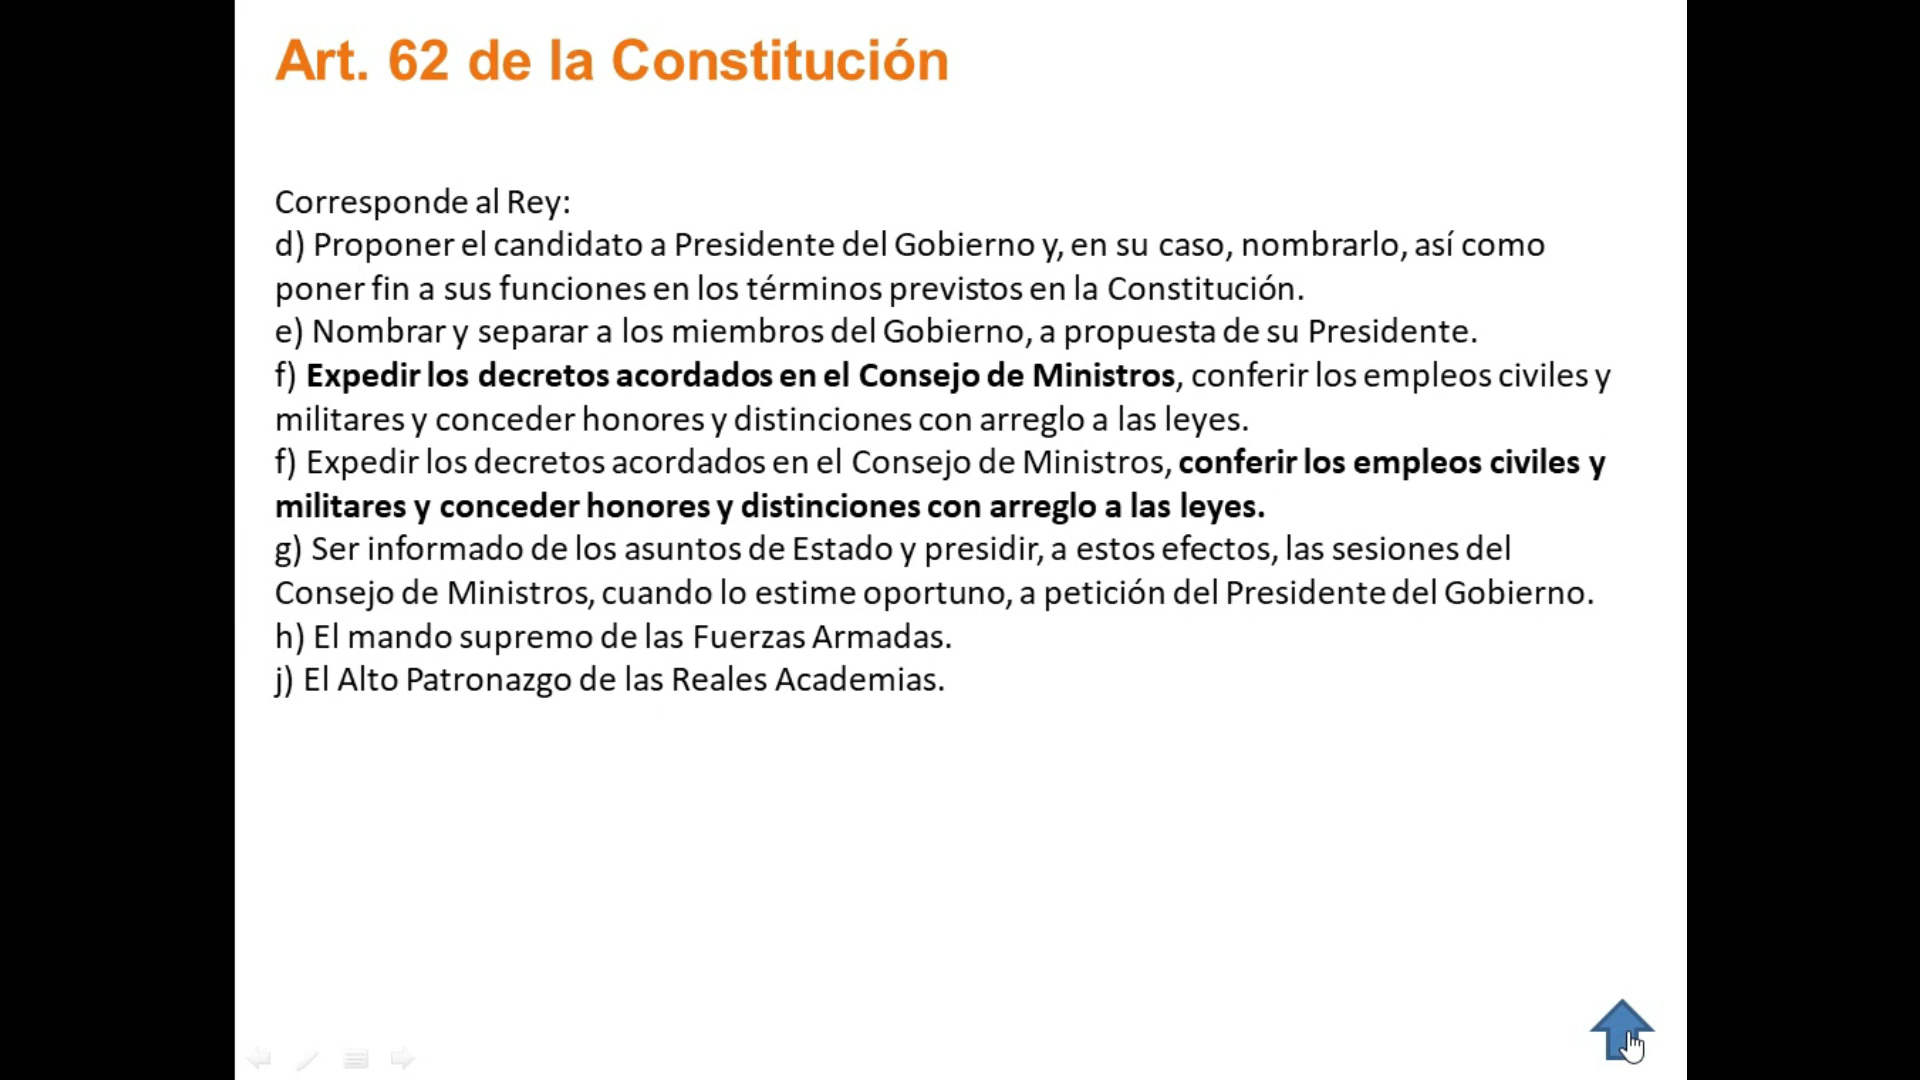 Art. 62 de la Constitución
Corresponde al Rey:
d) Proponer el candidato a Presidente del Gobierno y, en su caso, nombrarlo, así como
poner fin a sus funciones en los términos previstos en la Constitución.
e) Nombrar y separar a los miembros del Gobierno, a propuesta de su Presidente.
f) Expedir los decretos acordados en el Consejo de Ministros, conferir los empleos civiles y
militares y conceder honores y distinciones con arreglo a las leyes.
f) Expedir los decretos acordados en el Consejo de Ministros, conferir los empleos civiles y
militares y conceder honores y distinciones con arreglo a las leyes.
g) Ser informado de los asuntos de Estado y presidir, a estos efectos, las sesiones del
Consejo de Ministros, cuando lo estime oportuno, a petición del Presidente del Gobierno.
h) El mando supremo de las Fuerzas Armadas.
j) El Alto Patronazgo de las Reales Academias.